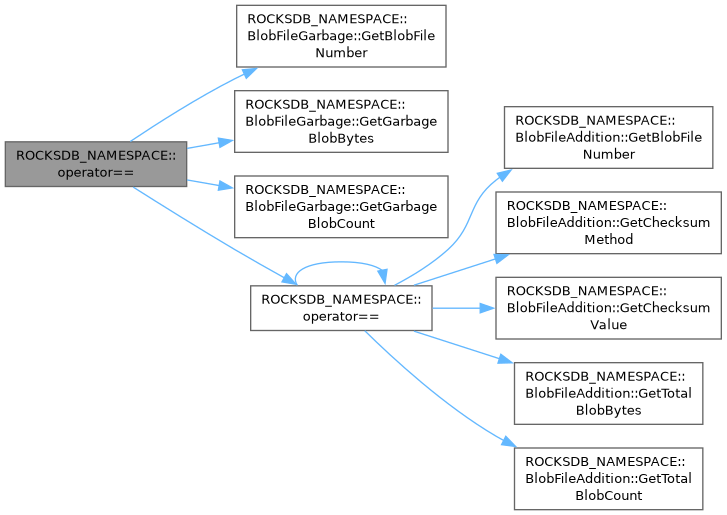 ROCKSDB_NAMESPACE::
operator==
ROCKSDB_NAMESPACE::
BlobFileGarbage::GetBlobFile
Number
ROCKSDB_NAMESPACE::
BlobFileGarbage::GetGarbage
BlobBytes
ROCKSDB_NAMESPACE::
BlobFileGarbage::GetGarbage
BlobCount
ROCKSDB_NAMESPACE::
operator==
ROCKSDB_NAMESPACE::
BlobFileAddition::GetBlobFile
Number
ROCKSDB_NAMESPACE::
BlobFileAddition::GetChecksum
Method
ROCKSDB_NAMESPACE::
BlobFileAddition::GetChecksum
Value
ROCKSDB_NAMESPACE::
BlobFileAddition::GetTotal
BlobBytes
ROCKSDB_NAMESPACE::
BlobFileAddition::GetTotal
BlobCount